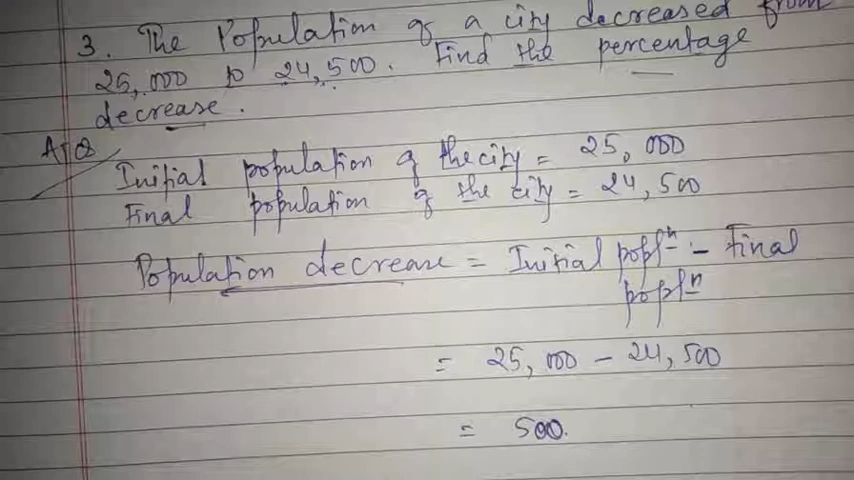 3. The Population of a city decreased from
25,000 to 24,500. Find the percentage
decrease.
A/Q
Initial population of the city = 25,000
Final population of the city = 24,500
Population decrease = Initial poplⁿ - Final
poplⁿ
= 25,000 - 24,500
= 500.